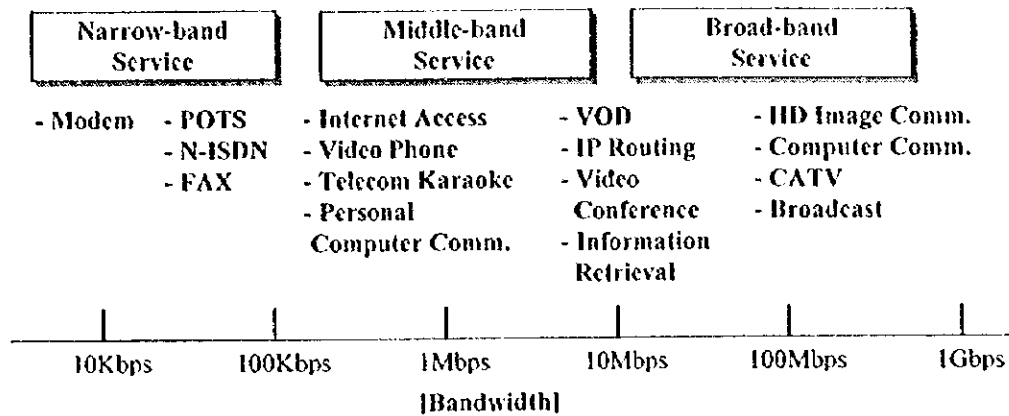 Narrow-band
Service
Middle-band
Service
Broad-band
Service
- Modem
- POTS
- N-ISDN
- FAX
- Internet Access
- Video Phone
- Telecom Karaoke
- Personal
Computer Comm.
- VOD
- IP Routing
- Video
Conference
- Information
Retrieval
- HD Image Comm.
- Computer Comm.
- CATV
- Broadcast
10Kbps 100Kbps 1Mbps 10Mbps 100Mbps 1Gbps
[Bandwidth]